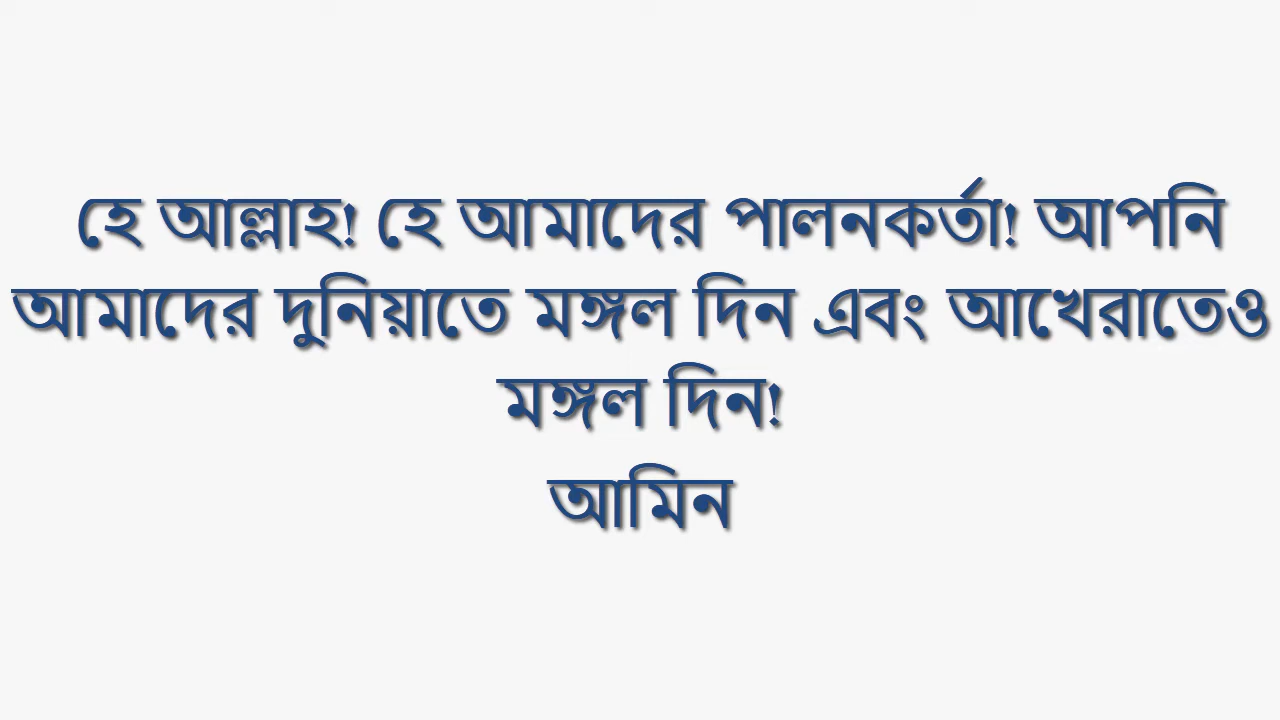 হে আল্লাহ! হে আমাদের পালনকর্তা! আপনি
আমাদের দুনিয়াতে মঙ্গল দিন এবং আখেরাতেও
মঙ্গল দিন!
আমিন